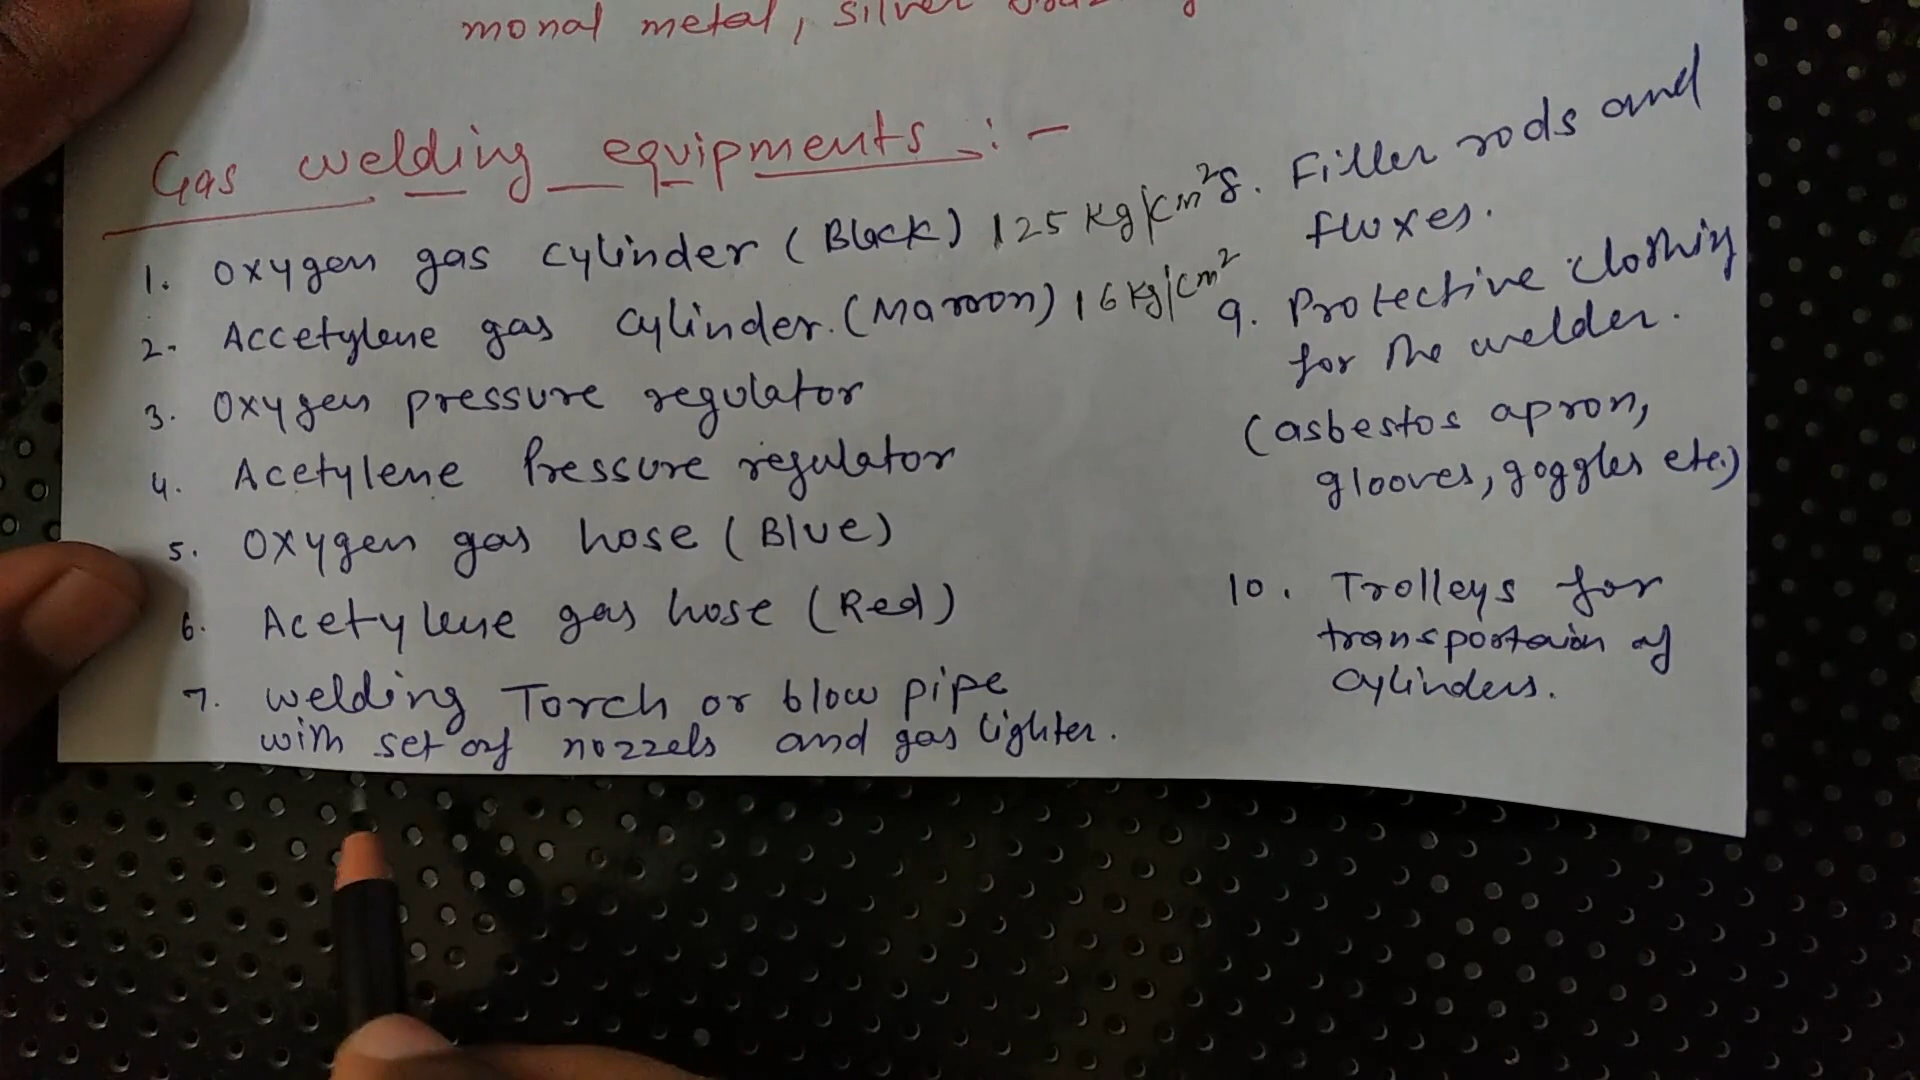 monal metal, silver
Gas welding equipments :-
1. Oxygen gas cylinder (Black) 125 Kg/cm²
2. Accetylene gas cylinder. (Maroon) 16 Kg/cm²
3. Oxygen pressure regulator
4. Acetylene Pressure regulator
5. Oxygen gas hose (Blue)
6. Acetylene gas hose (Red)
7. welding Torch or blow pipe
with set of nozzels and gas lighter.
8. Filler rods and
fluxes.
9. Protective clothing
for the welder.
(asbestos apron,
glooves, goggles etc.)
10. Trolleys for
transportaion of
cylinders.